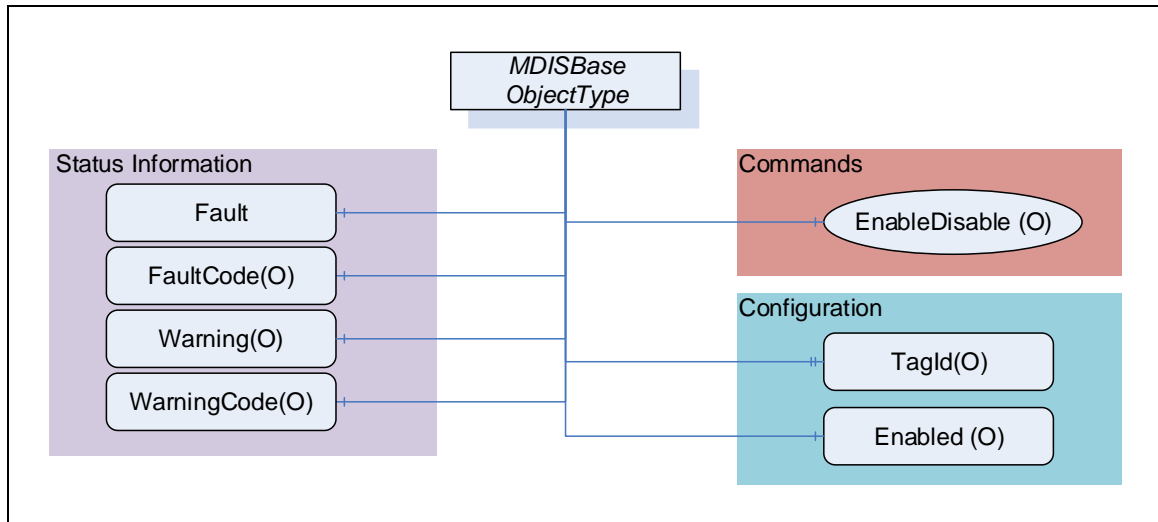 MDISBase
ObjectType
Status Information
Fault
FaultCode(O)
Warning(O)
WarningCode(O)
Commands
EnableDisable (O)
Configuration
TagId(O)
Enabled (O)